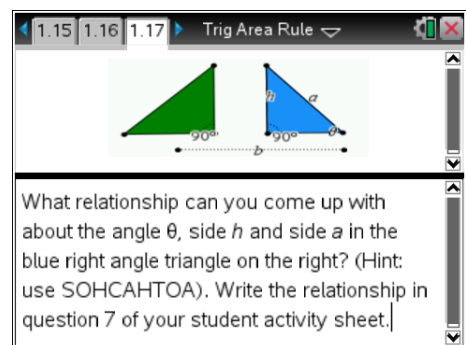 1.15 1.16 1.17 Trig Area Rule
h a
90° 90° θ
b
What relationship can you come up with
about the angle θ, side h and side a in the
blue right angle triangle on the right? (Hint:
use SOHCAHTOA). Write the relationship in
question 7 of your student activity sheet.